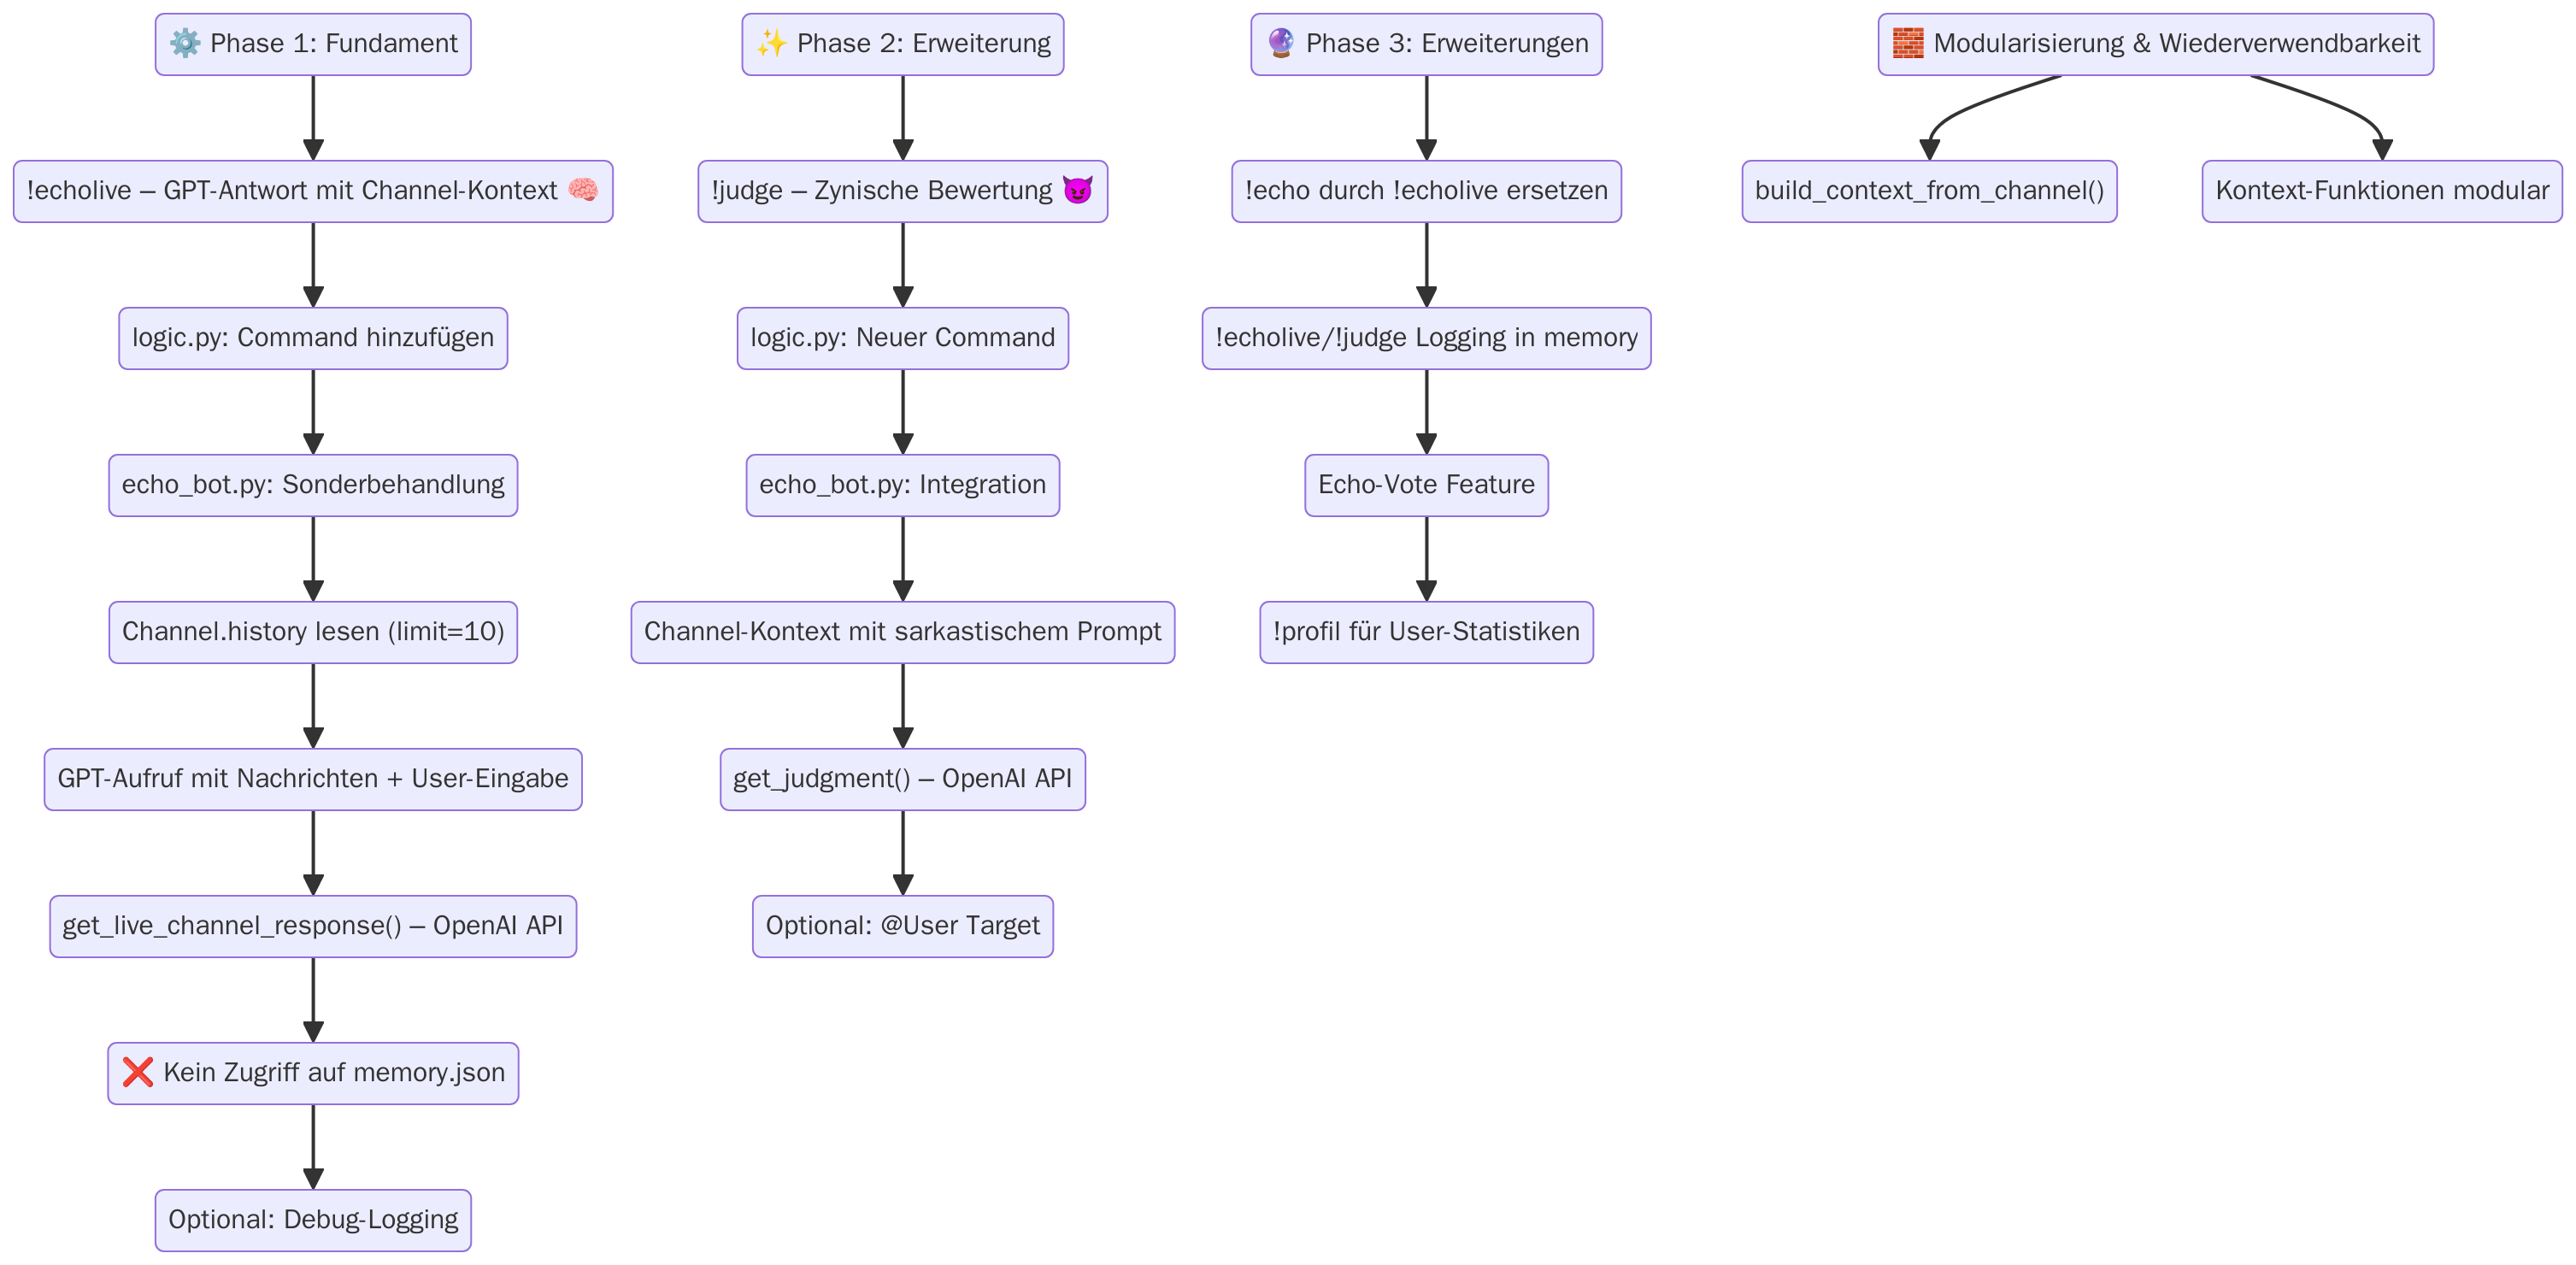 ⚙️ Phase 1: Fundament
!echolive – GPT-Antwort mit Channel-Kontext 🧠
logic.py: Command hinzufügen
echo_bot.py: Sonderbehandlung
Channel.history lesen (limit=10)
GPT-Aufruf mit Nachrichten + User-Eingabe
get_live_channel_response() – OpenAI API
❌ Kein Zugriff auf memory.json
Optional: Debug-Logging
✨ Phase 2: Erweiterung
!judge – Zynische Bewertung 😈
logic.py: Neuer Command
echo_bot.py: Integration
Channel-Kontext mit sarkastischem Prompt
get_judgment() – OpenAI API
Optional: @User Target
🔮 Phase 3: Erweiterungen
!echo durch !echolive ersetzen
!echolive/!judge Logging in memory
Echo-Vote Feature
!profil für User-Statistiken
🧱 Modularisierung & Wiederverwendbarkeit
build_context_from_channel()
Kontext-Funktionen modular